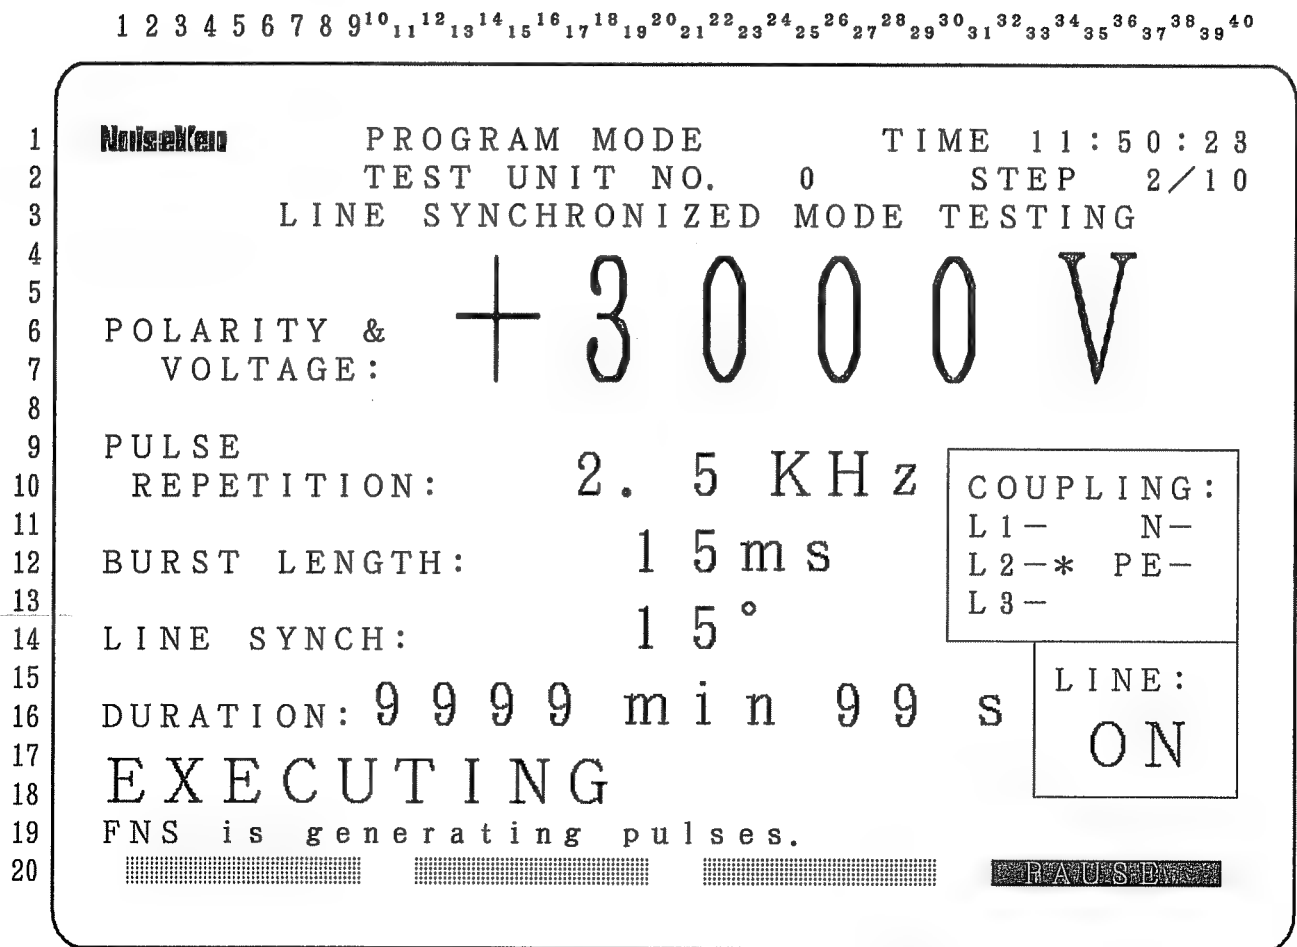 1 2 3 4 5 6 7 8 9 10 11 12 13 14 15 16 17 18 19 20 21 22 23 24 25 26 27 28 29 30 31 32 33 34 35 36 37 38 39 40
1 NoiseKen PROGRAM MODE TIME 11:50:23
2 TEST UNIT NO. 0 STEP 2/10
3 LINE SYNCHRONIZED MODE TESTING
4
5 +3000V
6 POLARITY &
7 VOLTAGE:
8
9 PULSE
10 REPETITION: 2.5 KHz COUPLING:
11 L1- N-
12 BURST LENGTH: 15ms L2-* PE-
13 L3-
14 LINE SYNCH: 15°
15 LINE:
16 DURATION: 9999 min 99 s
17 ON
18 EXECUTING
19 FNS is generating pulses.
20 PAUSE